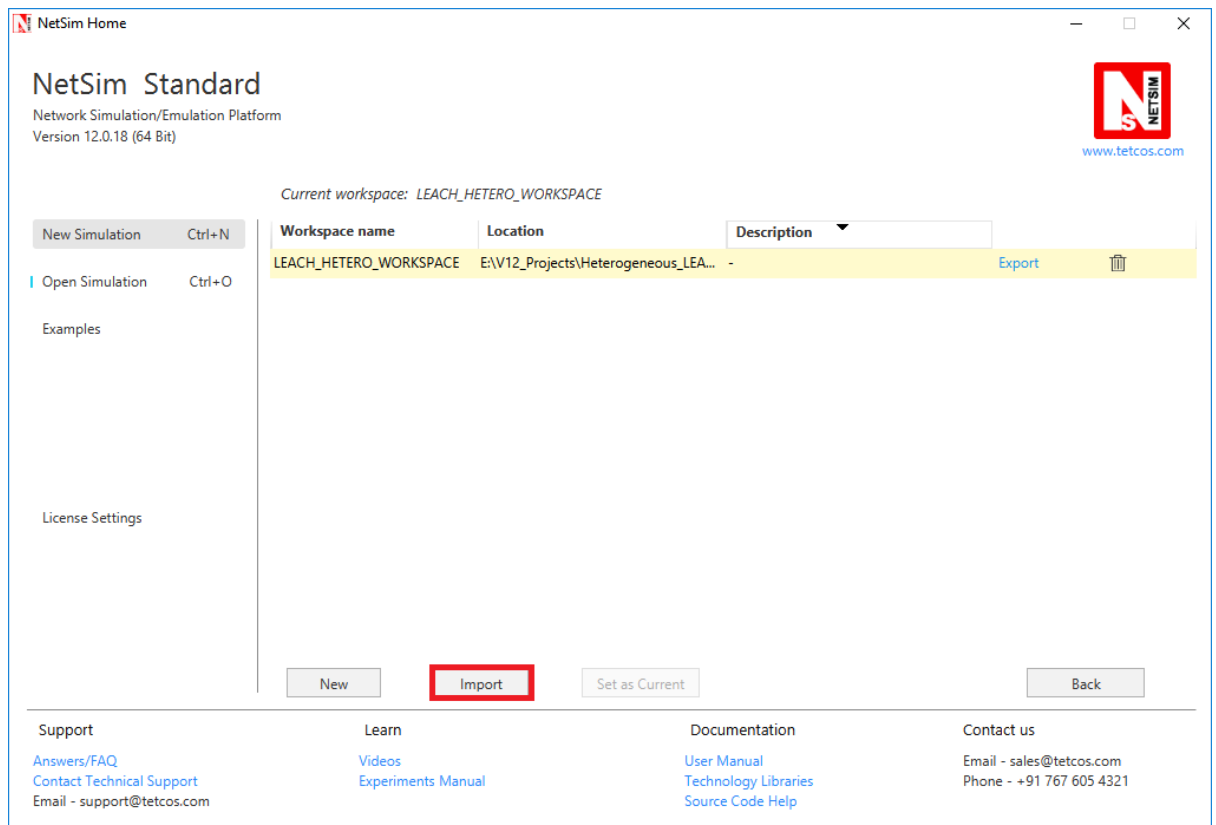 NetSim Home
NetSim Standard
Network Simulation/Emulation Platform
Version 12.0.18 (64 Bit)
N
S
NETSIM
www.tetcos.com
Current workspace: LEACH_HETERO_WORKSPACE
New Simulation Ctrl+N
Open Simulation Ctrl+O
Examples
License Settings
Workspace name Location Description
LEACH_HETERO_WORKSPACE E:\V12_Projects\Heterogeneous_LEA... - Export
New Import Set as Current Back
Support Learn Documentation Contact us
Answers/FAQ Videos User Manual Email - sales@tetcos.com
Contact Technical Support Experiments Manual Technology Libraries Phone - +91 767 605 4321
Email - support@tetcos.com Source Code Help